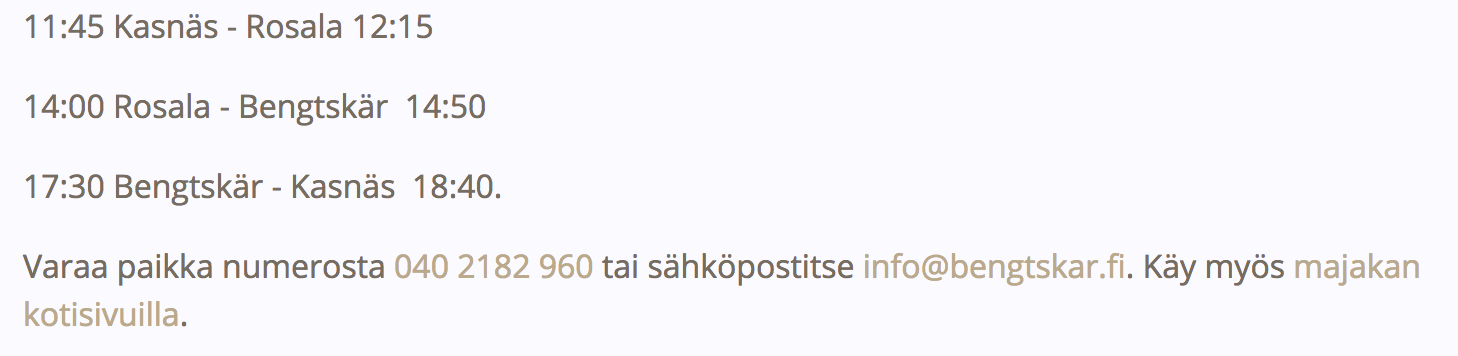 11:45 Kasnäs - Rosala 12:15
14:00 Rosala - Bengtskär  14:50
17:30 Bengtskär - Kasnäs  18:40.
Varaa paikka numerosta 040 2182 960 tai sähköpostitse info@bengtskar.fi. Käy myös majakan
kotisivuilla.